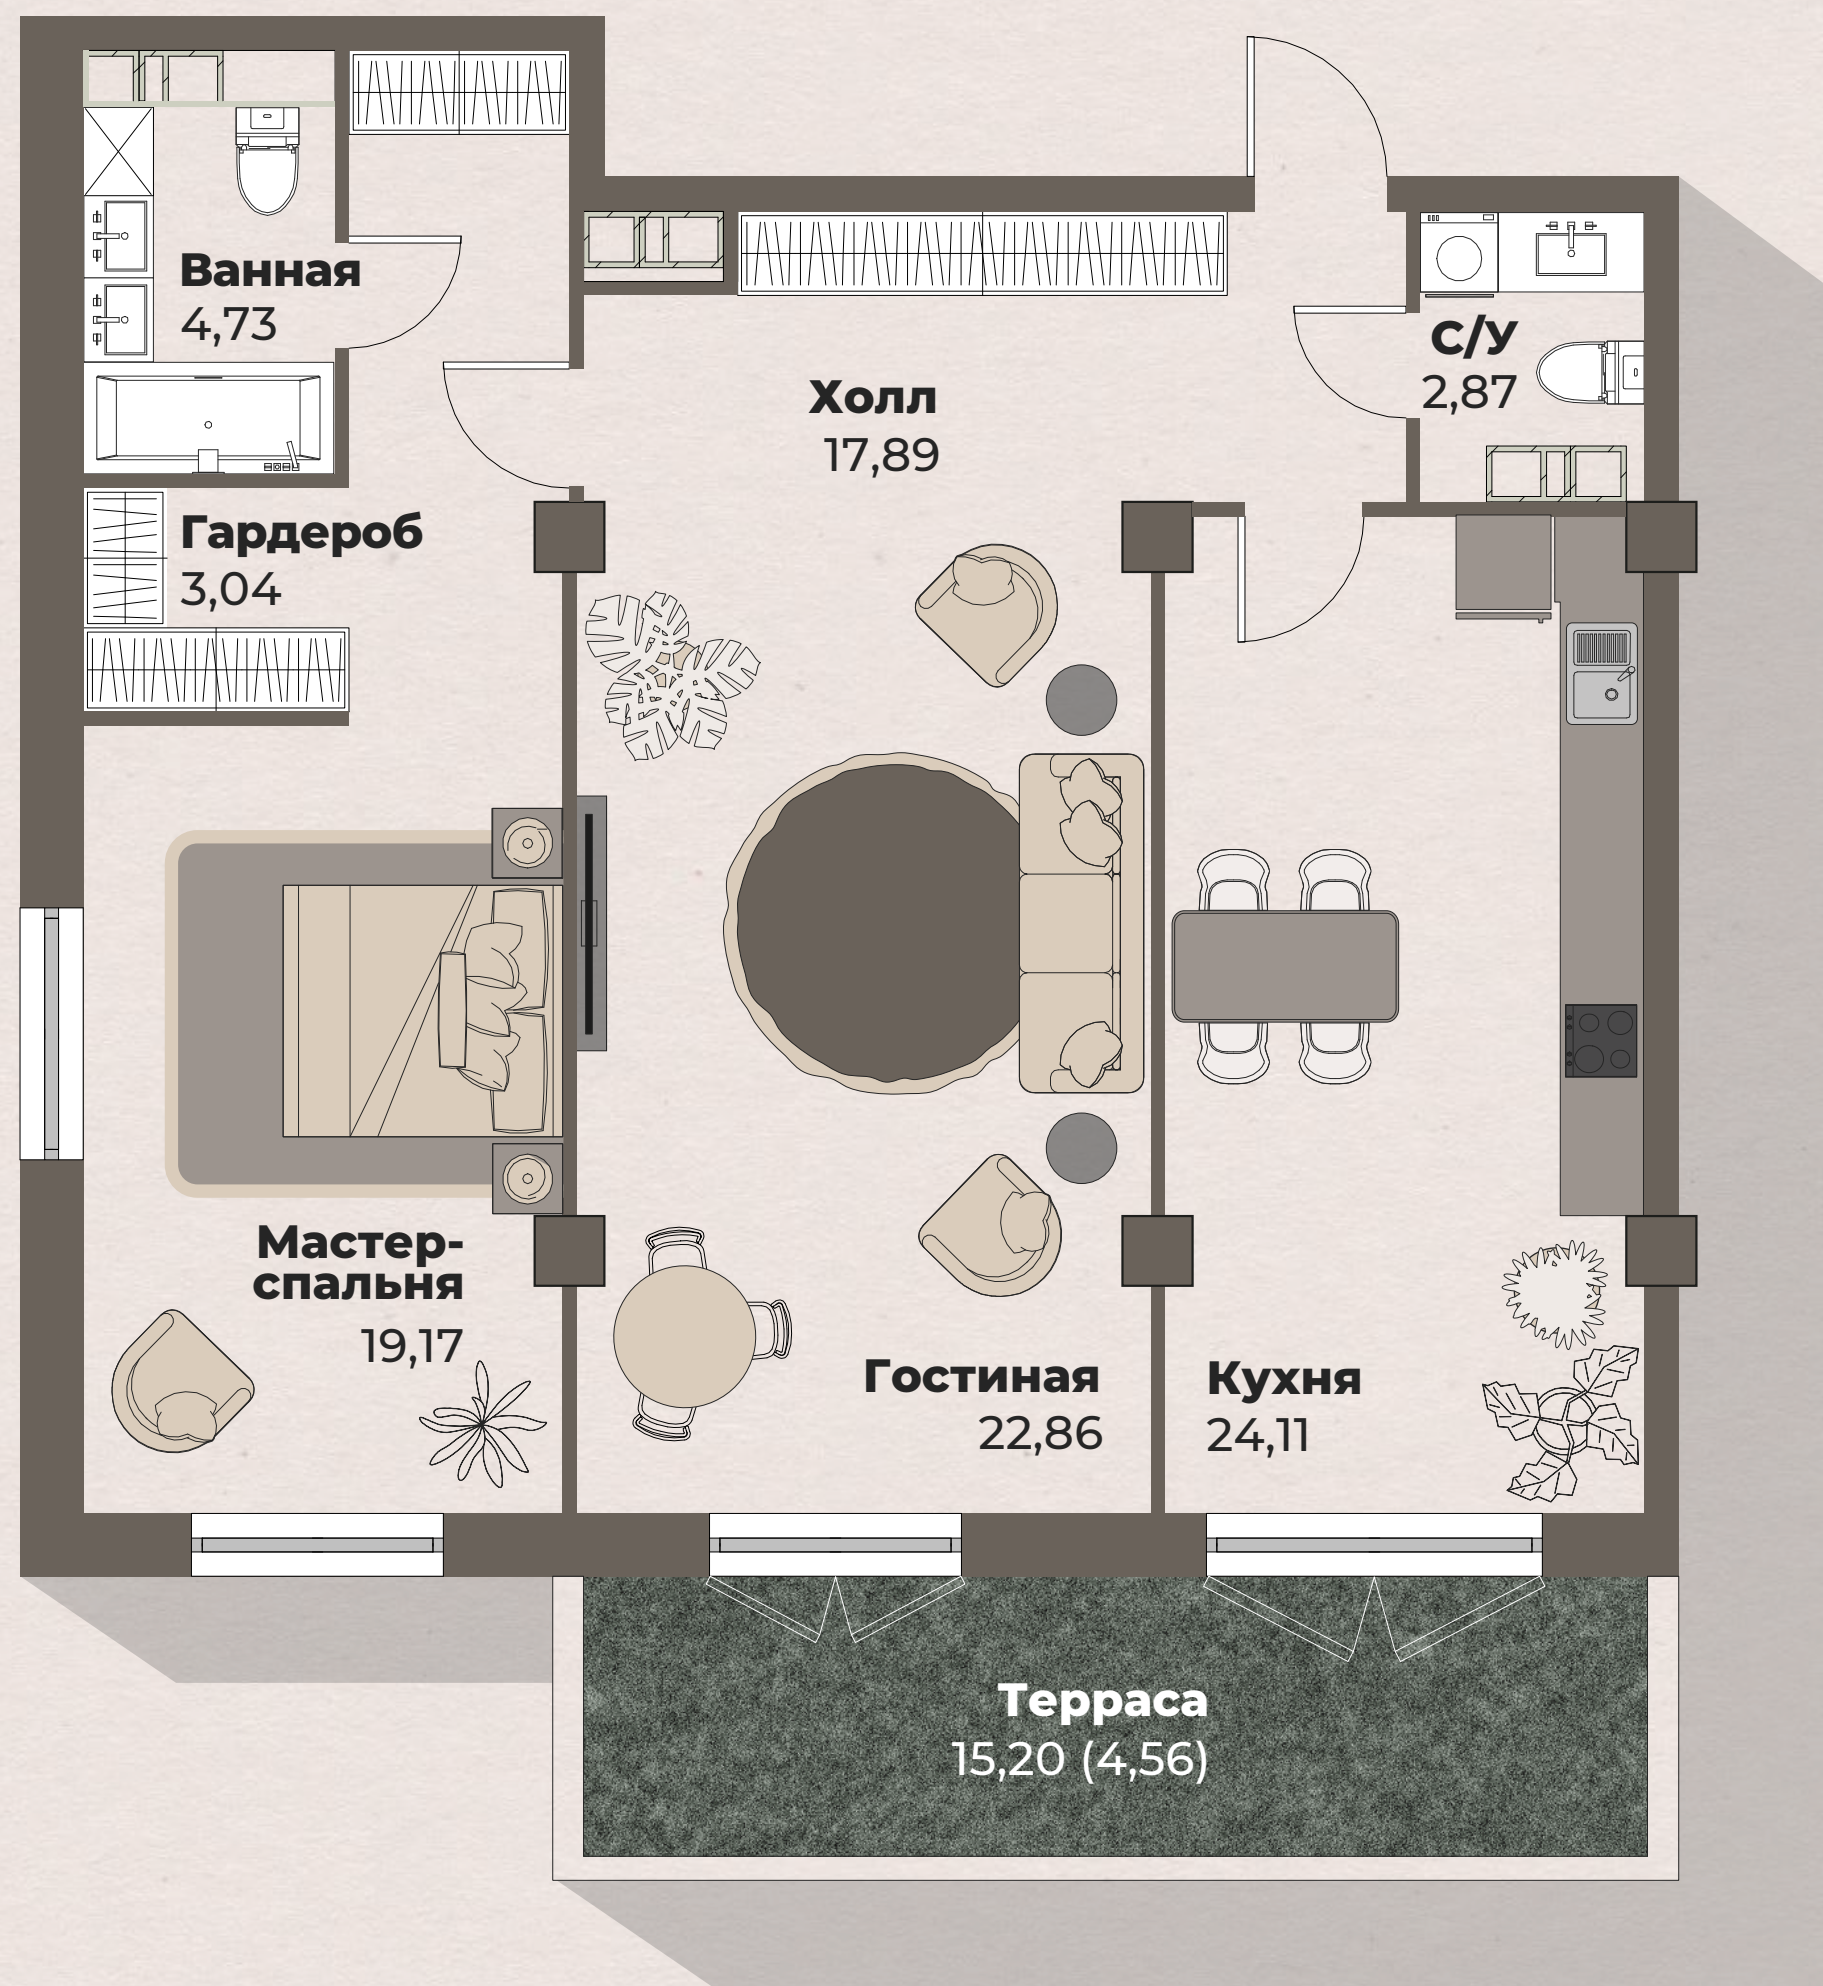 Ванная
4,73
С/У
2,87
Холл
17,89
Гардероб
3,04
Мастер-
спальня
19,17
Гостиная
22,86
Кухня
24,11
Терраса
15,20 (4,56)